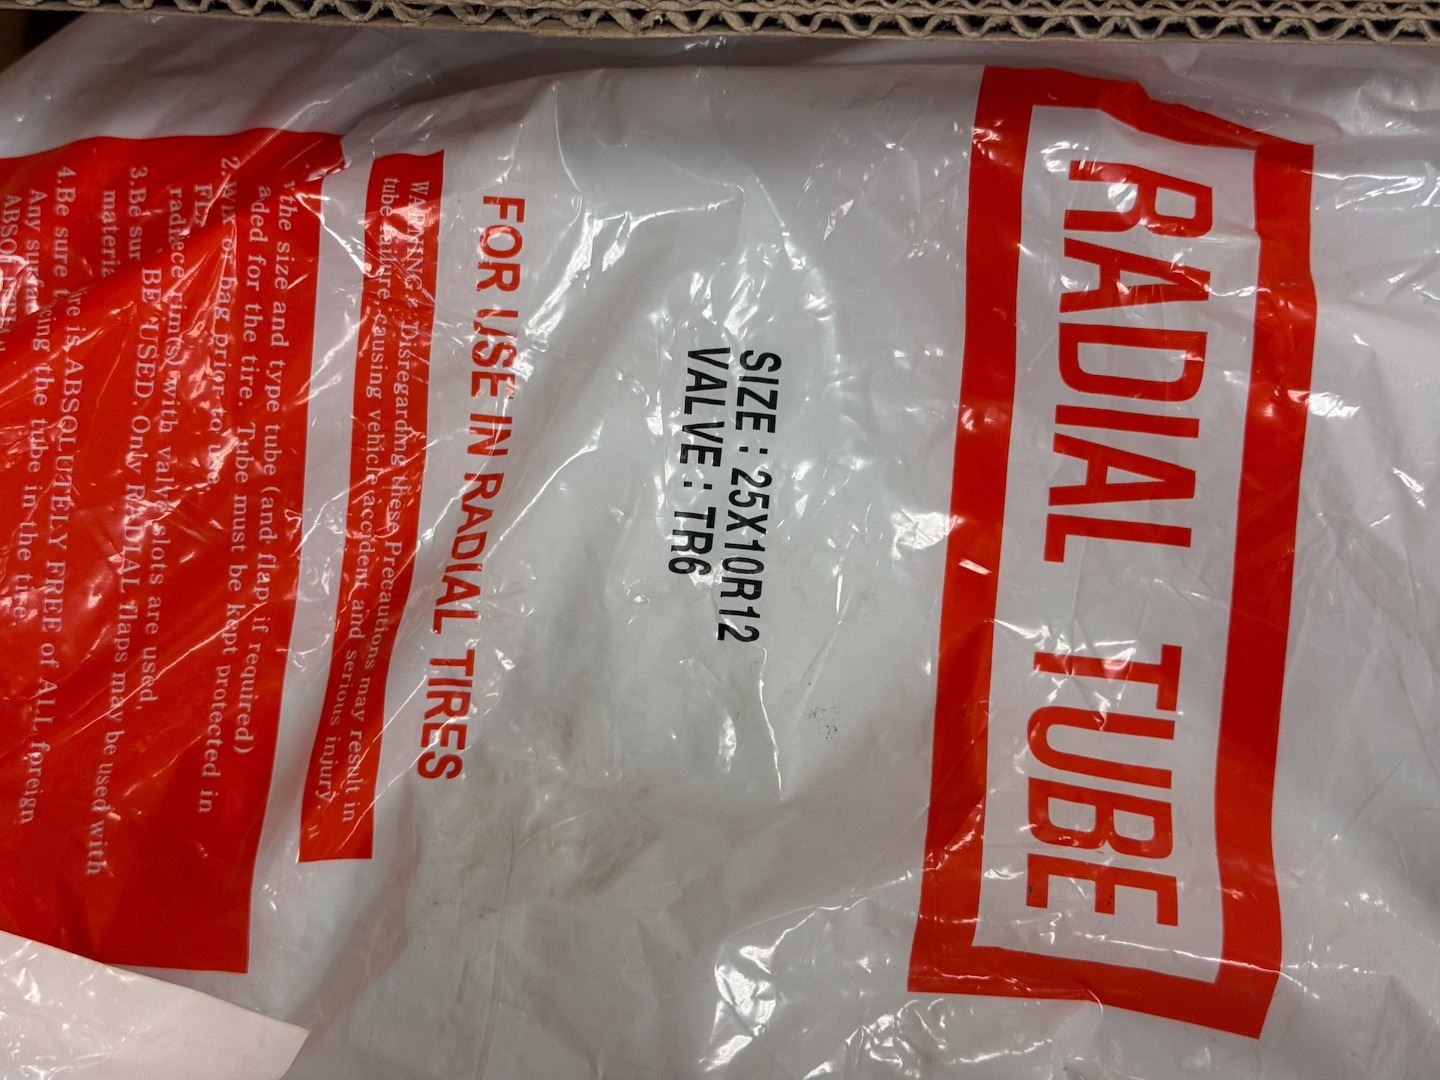 RADIAL TUBE
SIZE : 25X10R12
VALVE : TR6
FOR USE IN RADIAL TIRES
WARNING : Disregarding these Precautions may result in
tube failure, causing vehicle accident and serious injury.
the size and type tube (and flap, if required)
for the tire. Tube must be kept protected in
or bag prior to
with valve slots are used.
3.Be sur BE USED. Only RADIAL flaps may be used with
materia
4.Be sure is ABSOLUTELY FREE of ALL foreign
Any the tube in the tire